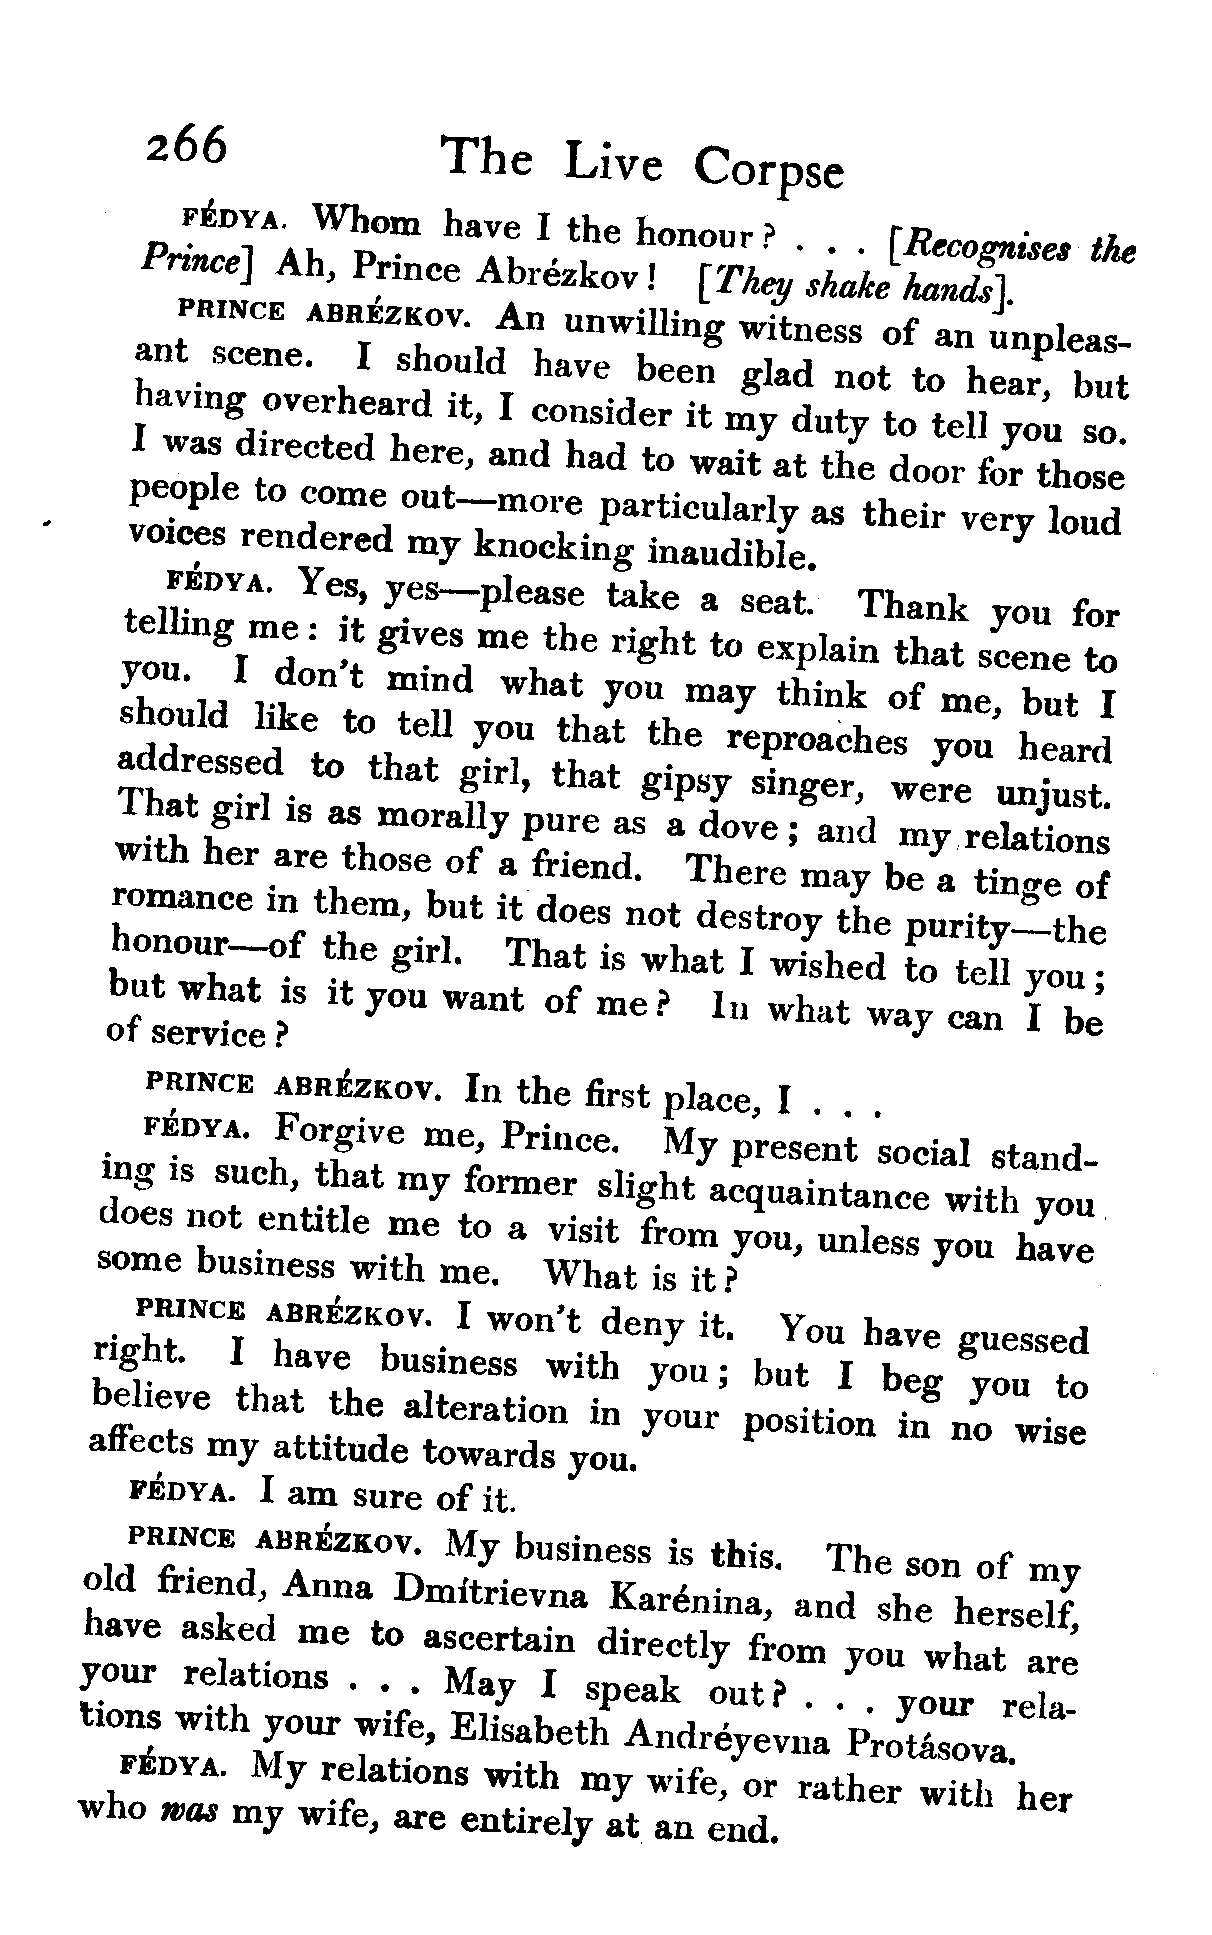 266 The Live Corpse
FÉDYA. Whom have I the honour? . . . [Recognises the
Prince] Ah, Prince Abrézkov! [They shake hands].
PRINCE ABRÉZKOV. An unwilling witness of an unpleas-
ant scene. I should have been glad not to hear, but
having overheard it, I consider it my duty to tell you so.
I was directed here, and had to wait at the door for those
people to come out—more particularly as their very loud
voices rendered my knocking inaudible.
FÉDYA. Yes, yes—please take a seat. Thank you for
telling me: it gives me the right to explain that scene to
you. I don't mind what you may think of me, but I
should like to tell you that the reproaches you heard
addressed to that girl, that gipsy singer, were unjust.
That girl is as morally pure as a dove; and my relations
with her are those of a friend. There may be a tinge of
romance in them, but it does not destroy the purity—the
honour—of the girl. That is what I wished to tell you;
but what is it you want of me? In what way can I be
of service?
PRINCE ABRÉZKOV. In the first place, I . . .
FÉDYA. Forgive me, Prince. My present social stand-
ing is such, that my former slight acquaintance with you
does not entitle me to a visit from you, unless you have
some business with me. What is it?
PRINCE ABRÉZKOV. I won't deny it. You have guessed
right. I have business with you; but I beg you to
believe that the alteration in your position in no wise
affects my attitude towards you.
FÉDYA. I am sure of it.
PRINCE ABRÉZKOV. My business is this. The son of my
old friend, Anna Dmítrievna Karénina, and she herself,
have asked me to ascertain directly from you what are
your relations . . . May I speak out? . . . your rela-
tions with your wife, Elisabeth Andréyevna Protásova.
FÉDYA. My relations with my wife, or rather with her
who was my wife, are entirely at an end.